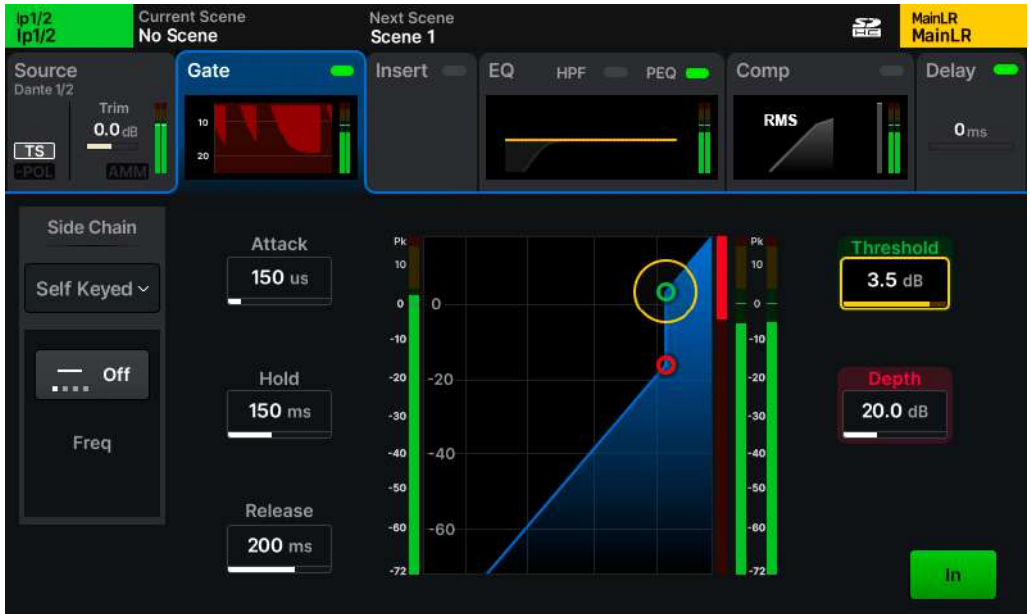 Ip1/2
Ip1/2
Current Scene
No Scene
Next Scene
Scene 1
MainLR
MainLR
Source
Dante 1/2
Trim
0.0 dB
TS
-POL
AMM
Gate
10
20
Insert
EQ
HPF
PEQ
Comp
RMS
Delay
0 ms
Side Chain
Self Keyed
Off
Freq
Attack
150 us
Hold
150 ms
Release
200 ms
Pk
10
0
-10
-20
-30
-40
-50
-60
-72
0
-20
-40
-60
Pk
10
0
-10
-20
-30
-40
-50
-60
-72
Threshold
3.5 dB
Depth
20.0 dB
In